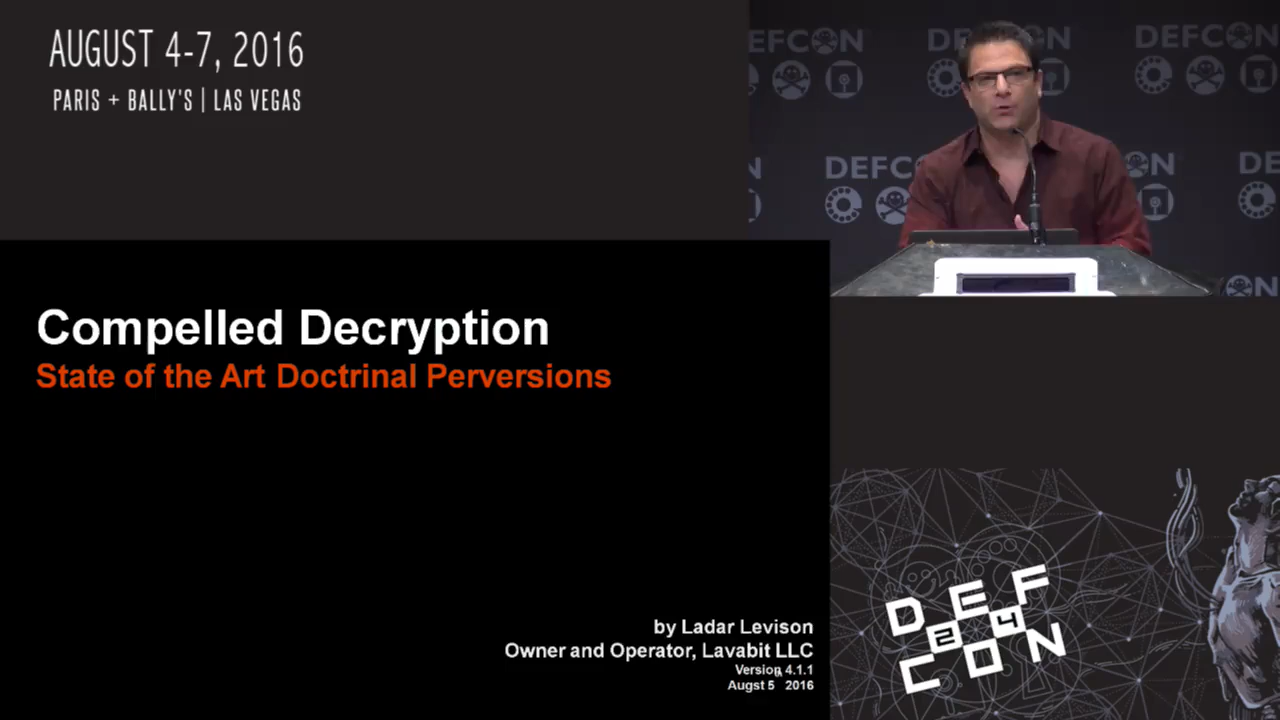 AUGUST 4-7, 2016
PARIS + BALLY'S | LAS VEGAS
DEFCON DEFCON DEFCON
DEFCON DEFCON DEFCON
Compelled Decryption
State of the Art Doctrinal Perversions
by Ladar Levison
Owner and Operator, Lavabit LLC
Version 4.1.1
Augst 5 2016
DEF
24
CON